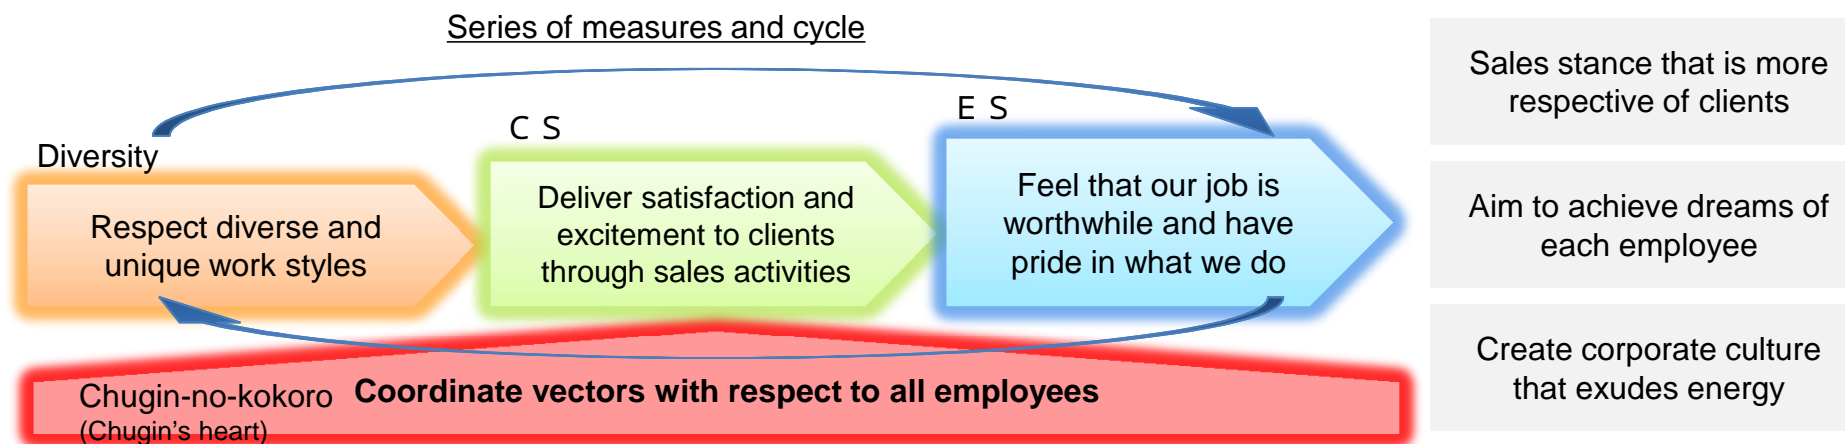 Series of measures and cycle
Diversity
Respect diverse and
unique work styles
C S
Deliver satisfaction and
excitement to clients
through sales activities
E S
Feel that our job is
worthwhile and have
pride in what we do
Chugin-no-kokoro
(Chugin's heart)
Coordinate vectors with respect to all employees
Sales stance that is more
respective of clients
Aim to achieve dreams of
each employee
Create corporate culture
that exudes energy